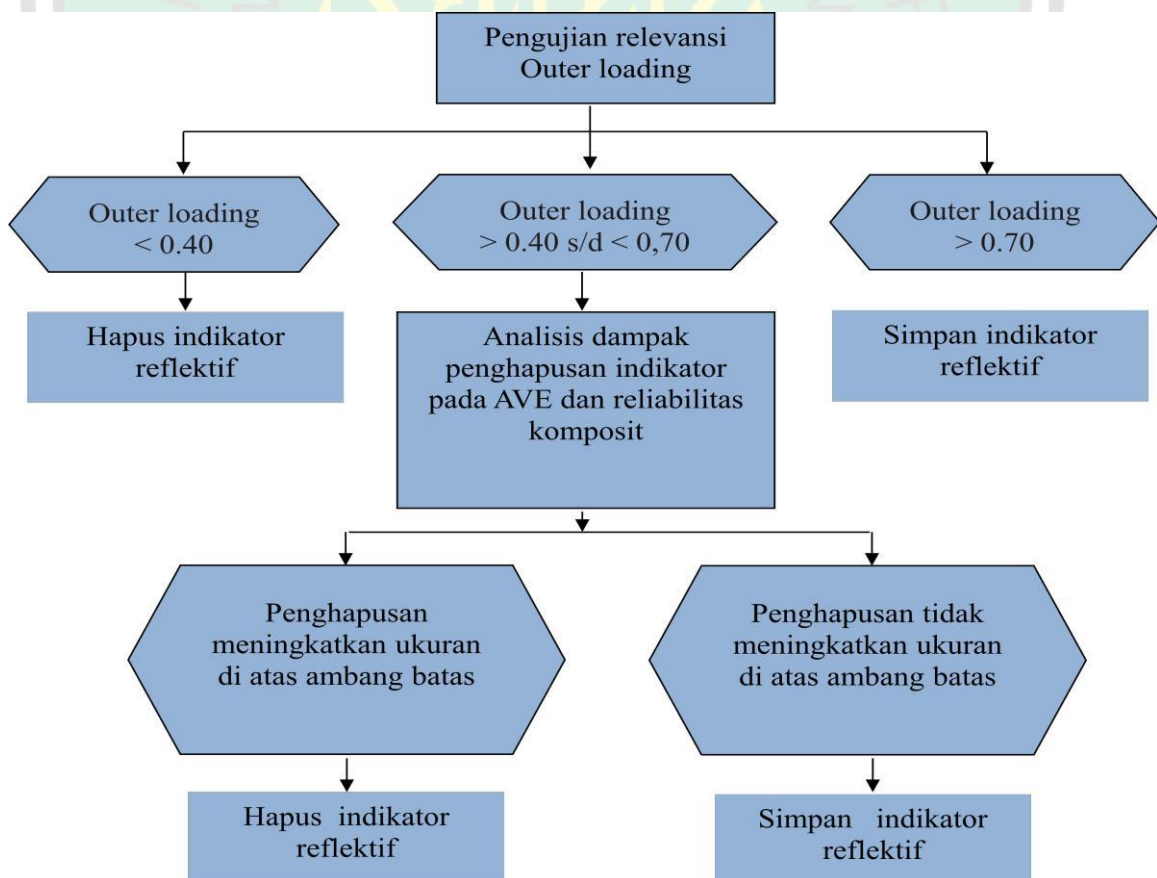 Pengujian relevansi
Outer loading
Outer loading
< 0.40
Outer loading
> 0.40 s/d < 0,70
Outer loading
> 0.70
Hapus indikator
reflektif
Analisis dampak
penghapusan indikator
pada AVE dan reliabilitas
komposit
Simpan indikator
reflektif
Penghapusan
meningkatkan ukuran
di atas ambang batas
Penghapusan tidak
meningkatkan ukuran
di atas ambang batas
Hapus indikator
reflektif
Simpan indikator
reflektif